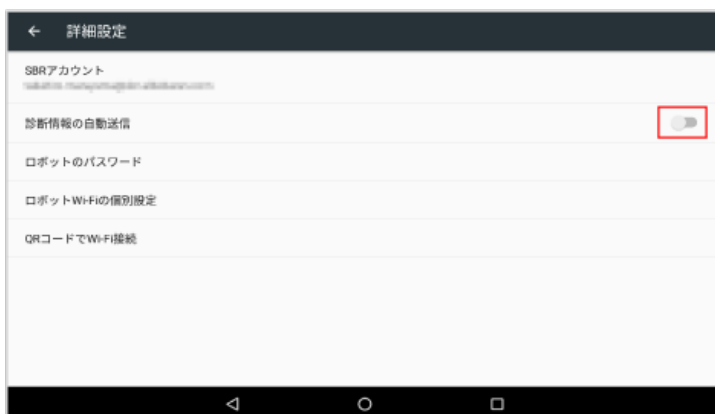 詳細設定
SBRアカウント
診断情報の自動送信
ロボットのパスワード
ロボットWi-Fiの個別設定
QRコードでWi-Fi接続